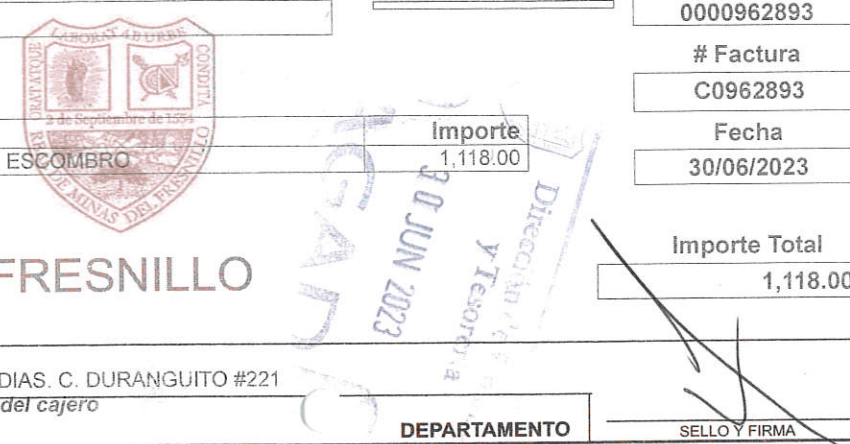 0000962893
# Factura
C0962893
LABORAT AB URBE CONDITA
2 de Septiembre de 1554
REAL DE MINAS DEL FRESNILLO
Importe
Fecha
ESCOMBRO
1,118.00
30/06/2023
Dirección
y Tesorería
30 JUN 2023
Importe Total
1,118.00
FRESNILLO
DIAS. C. DURANGUITO #221
del cajero
DEPARTAMENTO
SELLO Y FIRMA